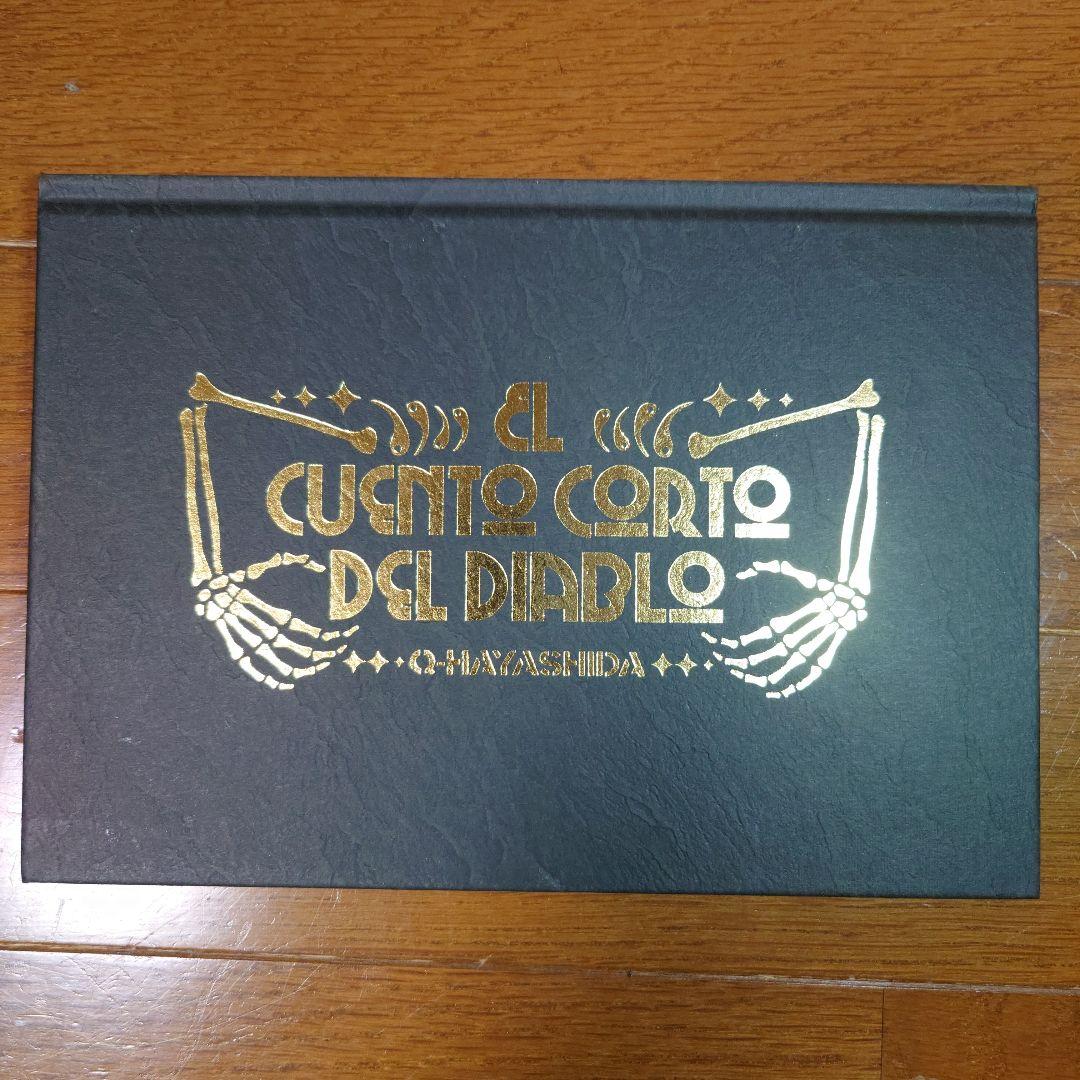 EL
CUENTO CORTO
DEL DIABLO
Q-HAYASHIDA